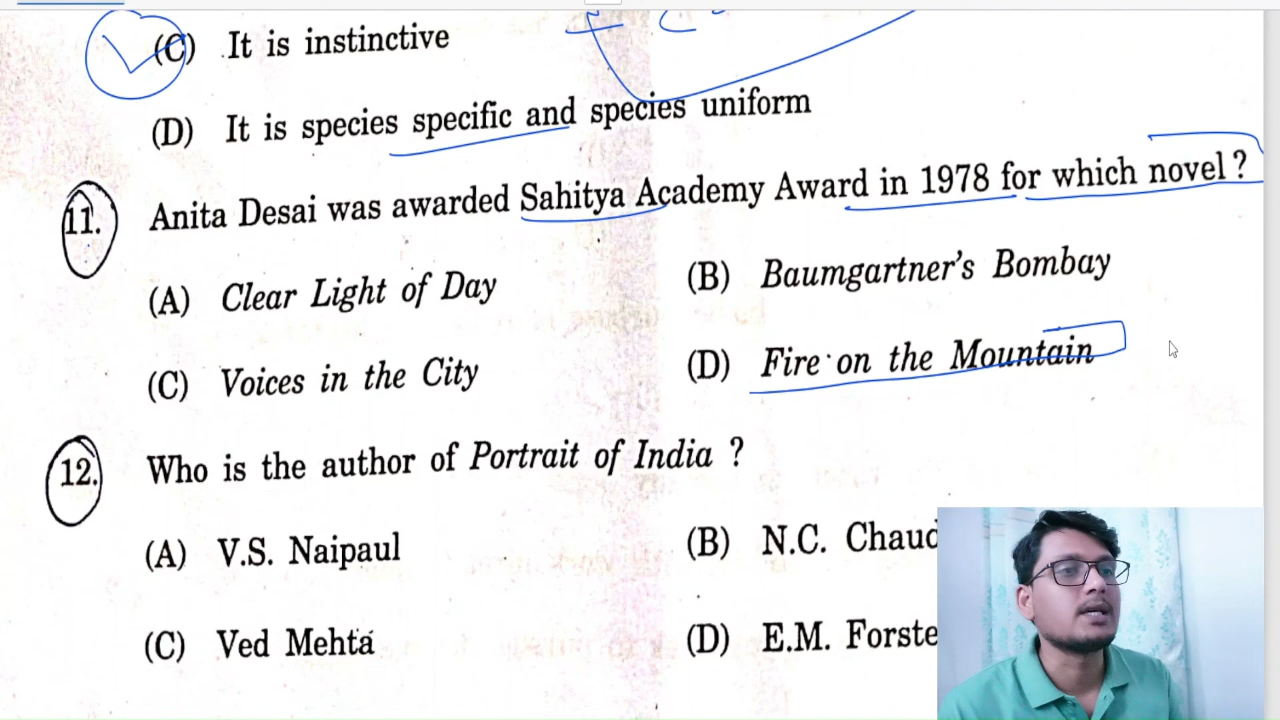 (C) It is instinctive
(D) It is species specific and species uniform
11. Anita Desai was awarded Sahitya Academy Award in 1978 for which novel ?
(A) Clear Light of Day (B) Baumgartner's Bombay
(C) Voices in the City (D) Fire on the Mountain
12. Who is the author of Portrait of India ?
(A) V.S. Naipaul (B) N.C.
(C) Ved Mehta (D) E.M.